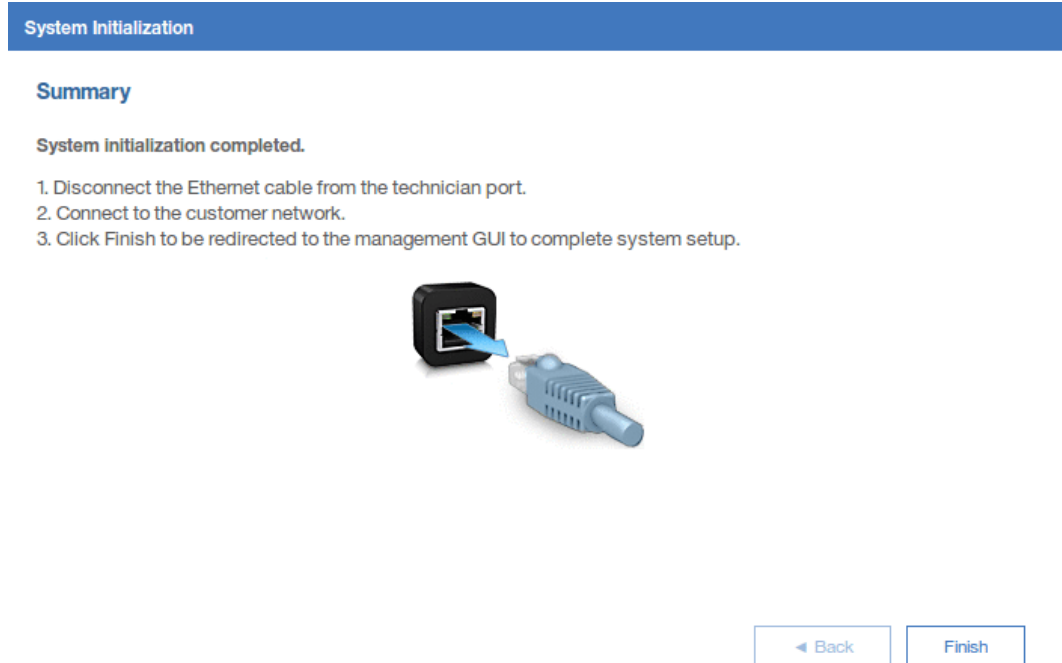 System Initialization
Summary
System initialization completed.
1. Disconnect the Ethernet cable from the technician port.
2. Connect to the customer network.
3. Click Finish to be redirected to the management GUI to complete system setup.
◄ Back
Finish